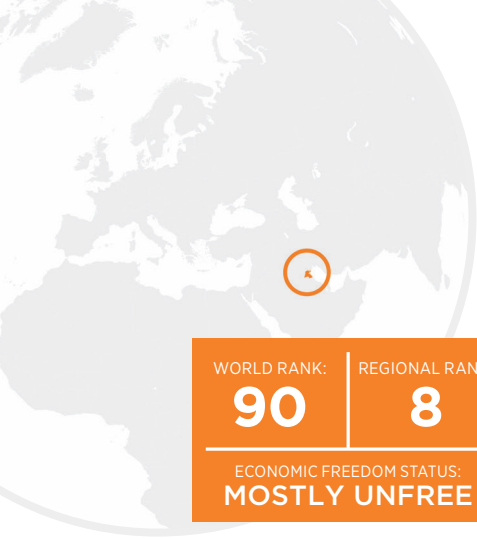 WORLD RANK:
90
REGIONAL RAN
8
ECONOMIC FREEDOM STATUS:
MOSTLY UNFREE